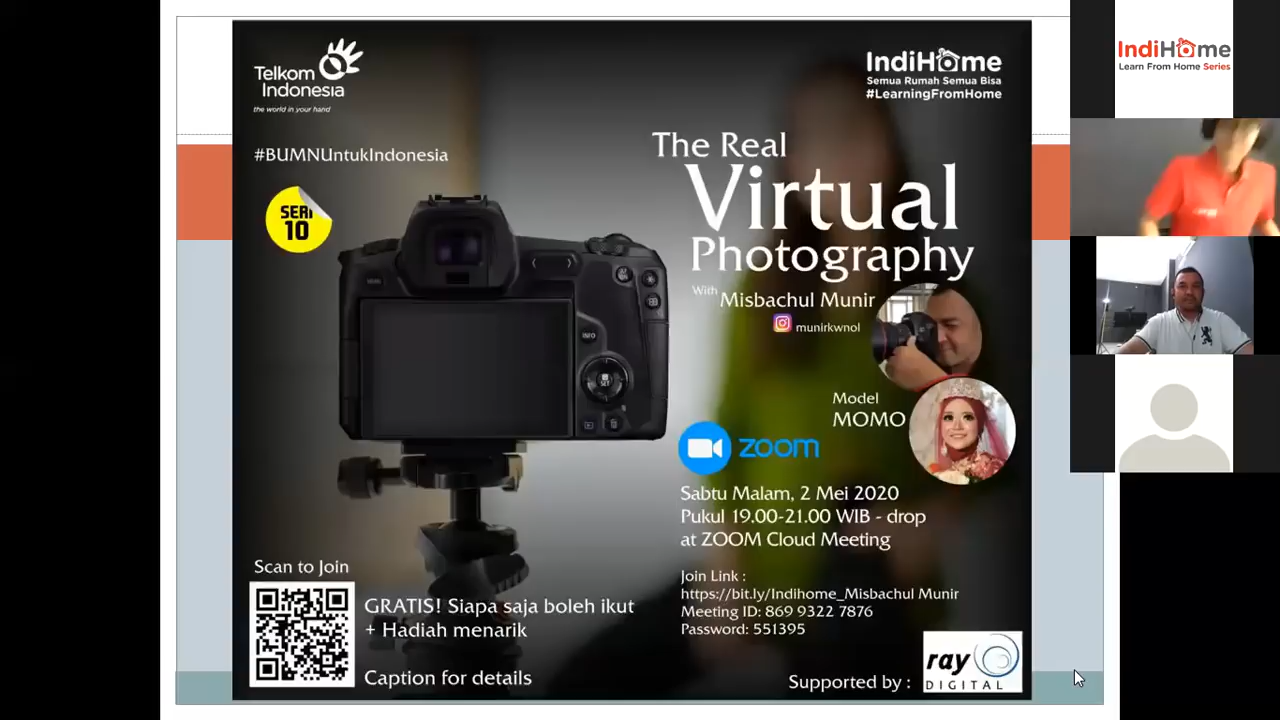 Telkom
Indonesia
the world in your hand
IndiHome
Semua Rumah Semua Bisa
#LearningFromHome
#BUMNUntukIndonesia
SERI
10
The Real
Virtual
Photography
With Misbachul Munir
munirkwnol
Model
MOMO
zoom
Sabtu Malam, 2 Mei 2020
Pukul 19.00-21.00 WIB - drop
at ZOOM Cloud Meeting
Join Link :
https://bit.ly/Indihome_Misbachul Munir
Meeting ID: 869 9322 7876
Password: 551395
Scan to Join
GRATIS! Siapa saja boleh ikut
+ Hadiah menarik
Caption for details
Supported by :
ray
DIGITAL
INFO
SET
IndiHome
Learn From Home Series